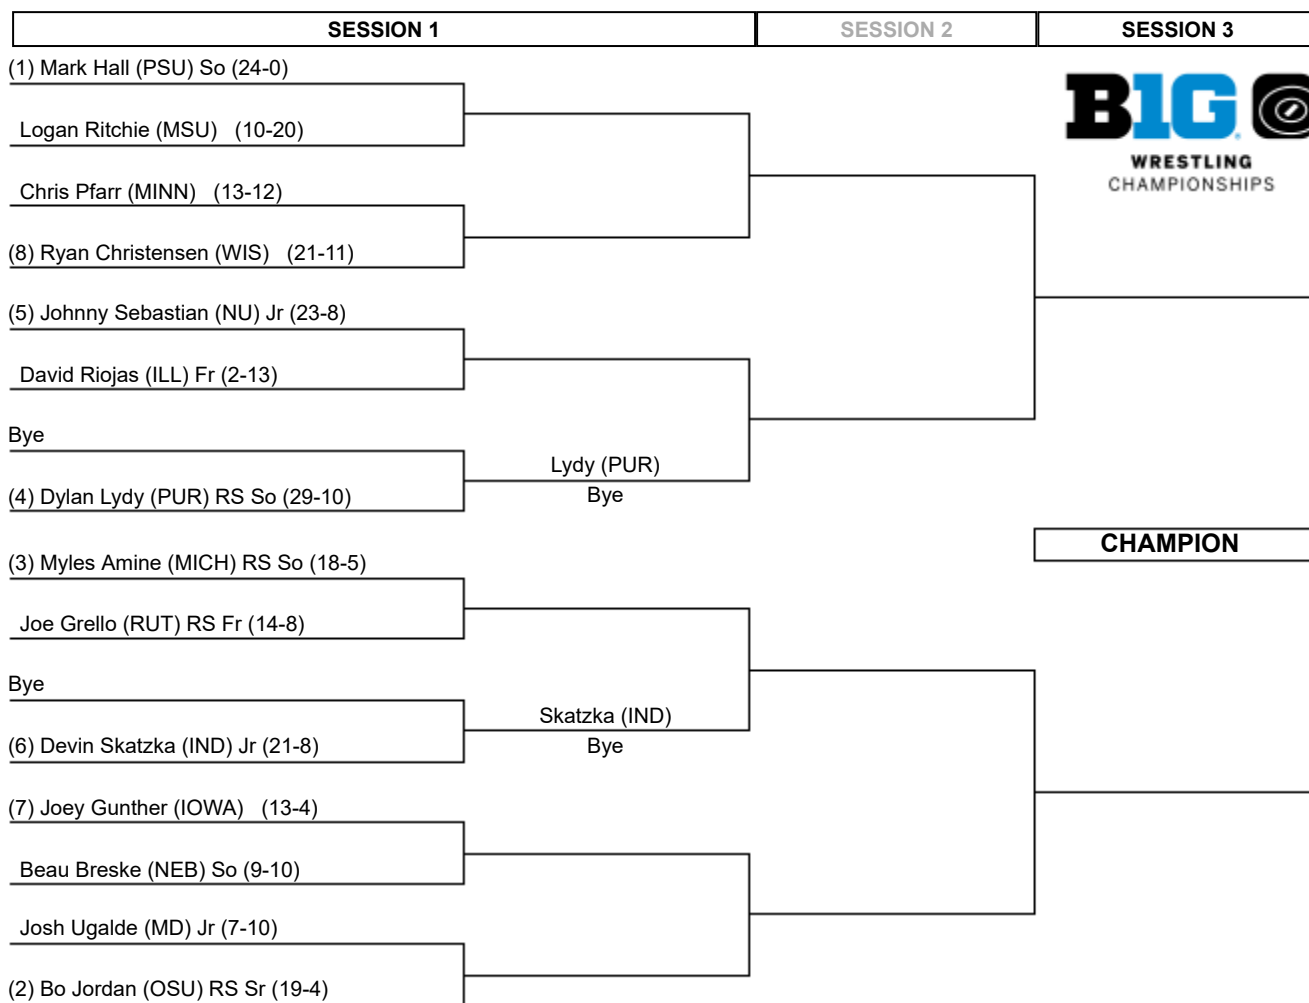 SESSION 1
SESSION 2
SESSION 3
(1) Mark Hall (PSU) So (24-0)
Logan Ritchie (MSU) (10-20)
Chris Pfarr (MINN) (13-12)
(8) Ryan Christensen (WIS) (21-11)
(5) Johnny Sebastian (NU) Jr (23-8)
David Riojas (ILL) Fr (2-13)
Bye
(4) Dylan Lydy (PUR) RS So (29-10)
Lydy (PUR)
Bye
(3) Myles Amine (MICH) RS So (18-5)
Joe Grello (RUT) RS Fr (14-8)
Bye
(6) Devin Skatzka (IND) Jr (21-8)
Skatzka (IND)
Bye
(7) Joey Gunther (IOWA) (13-4)
Beau Breske (NEB) So (9-10)
Josh Ugalde (MD) Jr (7-10)
(2) Bo Jordan (OSU) RS Sr (19-4)
B1G
WRESTLING
CHAMPIONSHIPS
CHAMPION